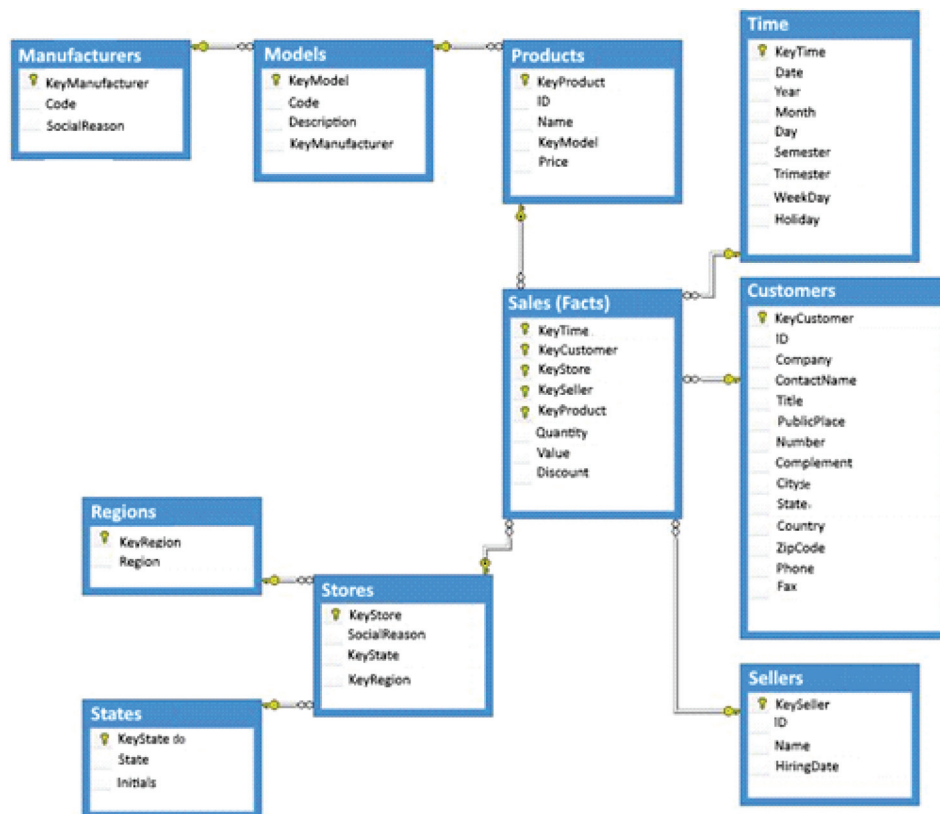 Manufacturers
KeyManufacturer
Code
SocialReason
Models
KeyModel
Code
Description
KeyManufacturer
Products
KeyProduct
ID
Name
KeyModel
Price
Time
KeyTime
Date
Year
Month
Day
Semester
Trimester
WeekDay
Holiday
Sales (Facts)
KeyTime.
KeyCustomer
KeyStore
KeySeller
KeyProduct
Quantity
Value
Discount
Customers
KeyCustomer
ID
Company
ContactName
Title
PublicPlace
Number
Complement
Cityse
State.
Country
ZipCode
Phone
Fax
Regions
KeyRegion
Region
Stores
KeyStore
SocialReason
KeyState
KeyRegion
States
KeyState do
State
Initials
Sellers
KeySeller
ID
Name
HiringDate